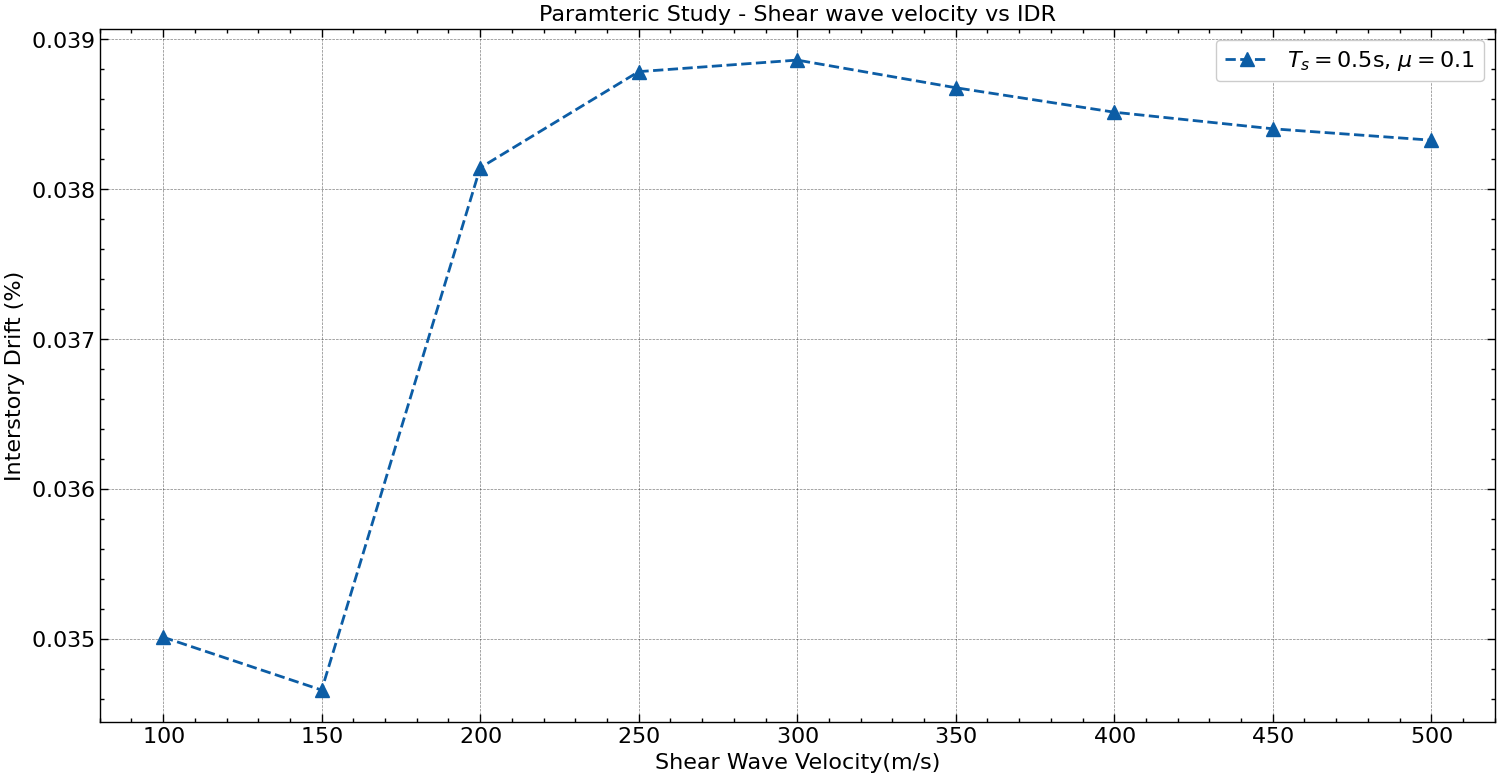 Paramteric Study - Shear wave velocity vs IDR
0.039
0.038
0.037
0.036
0.035
Interstory Drift (%)
T_s = 0.5s, μ = 0.1
100 150 200 250 300 350 400 450 500
Shear Wave Velocity(m/s)